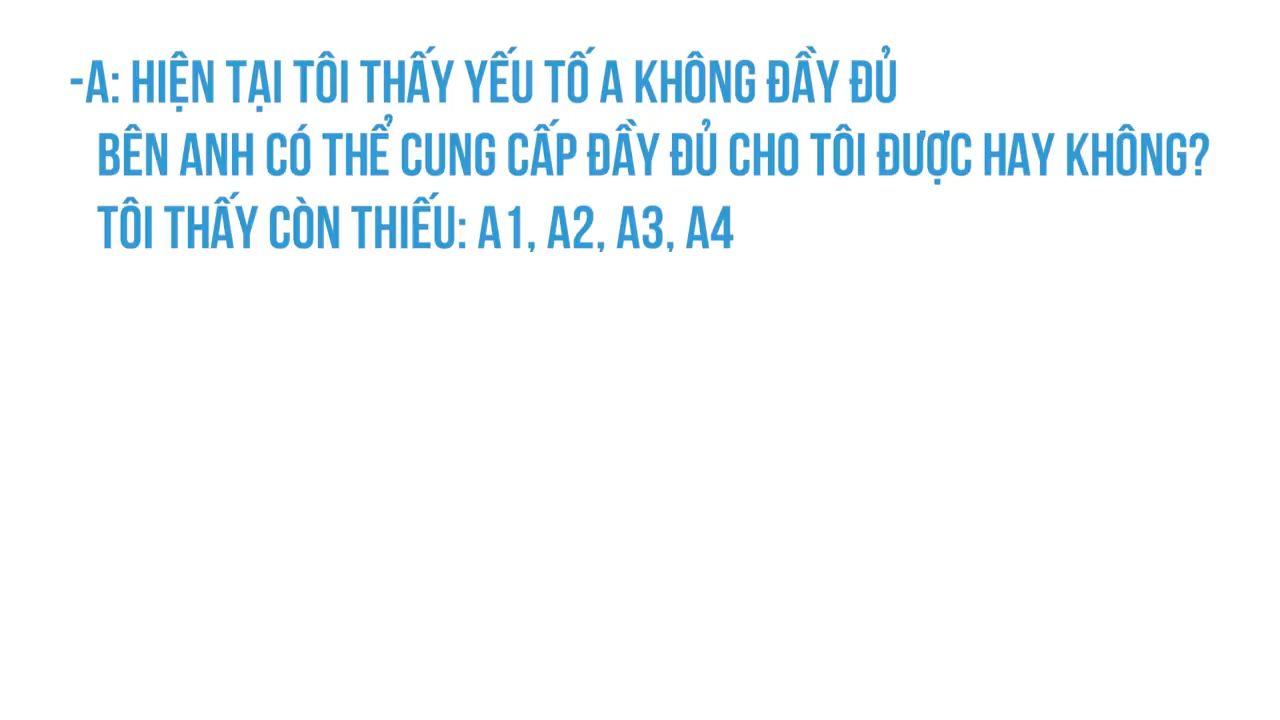 -A: HIỆN TẠI TÔI THẤY YẾU TỐ A KHÔNG ĐẦY ĐỦ
BÊN ANH CÓ THỂ CUNG CẤP ĐẦY ĐỦ CHO TÔI ĐƯỢC HAY KHÔNG?
TÔI THẤY CÒN THIẾU: A1, A2, A3, A4